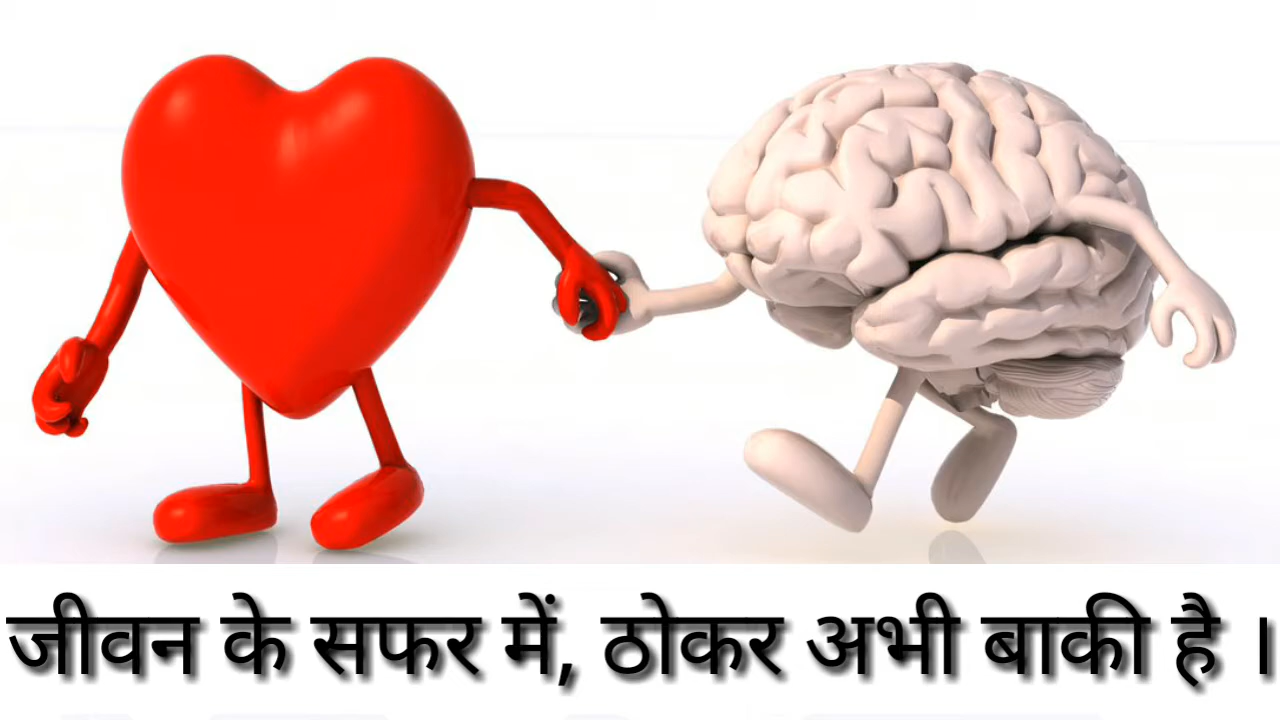 जीवन के सफर में, ठोकर अभी बाकी है ।